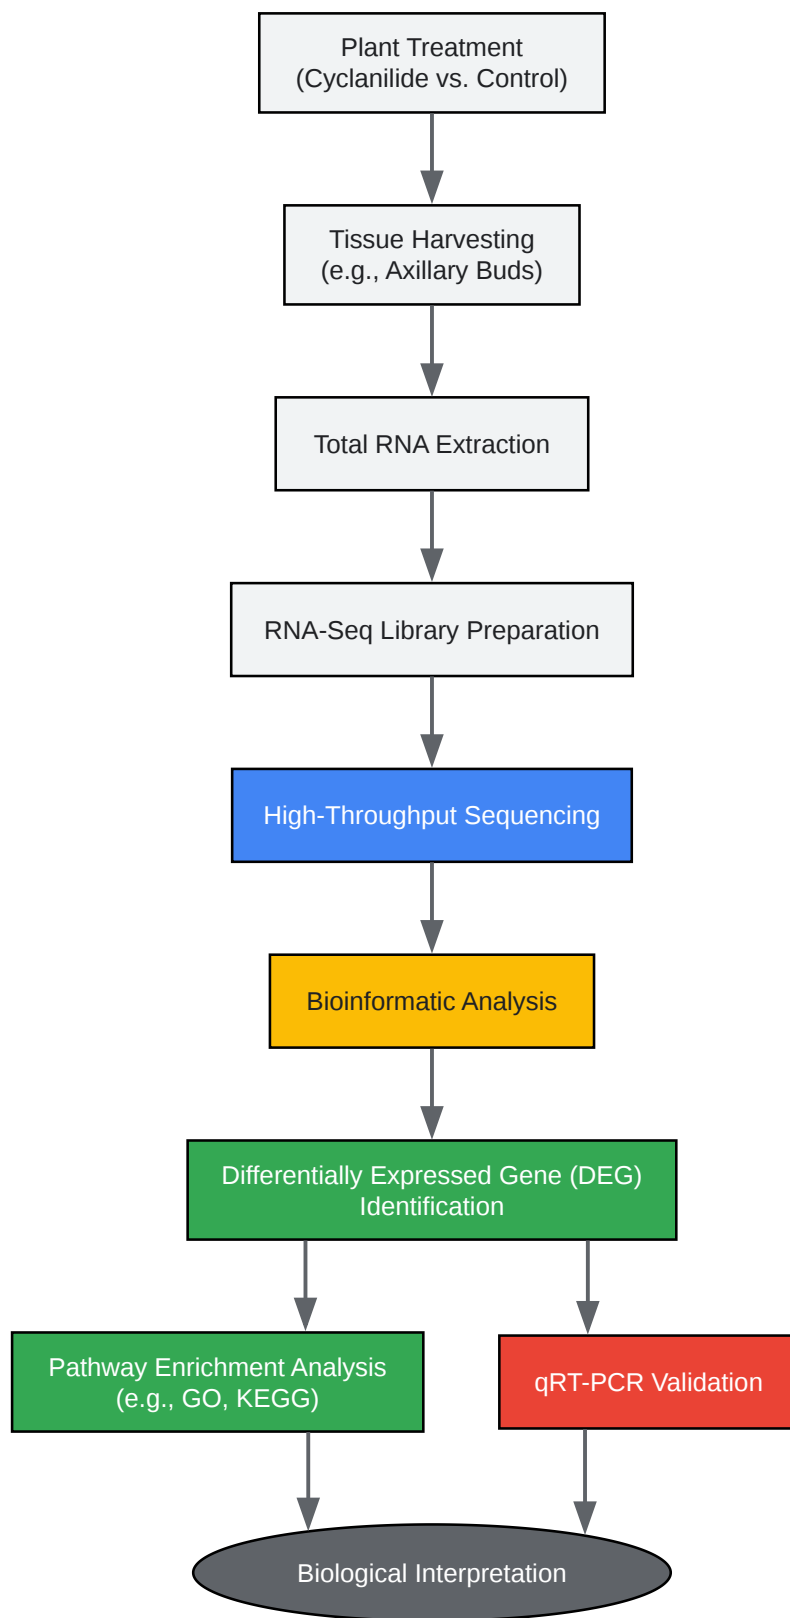 Plant Treatment
(Cyclanilide vs. Control)
Tissue Harvesting
(e.g., Axillary Buds)
Total RNA Extraction
RNA-Seq Library Preparation
High-Throughput Sequencing
Bioinformatic Analysis
Differentially Expressed Gene (DEG)
Identification
Pathway Enrichment Analysis
(e.g., GO, KEGG)
qRT-PCR Validation
Biological Interpretation